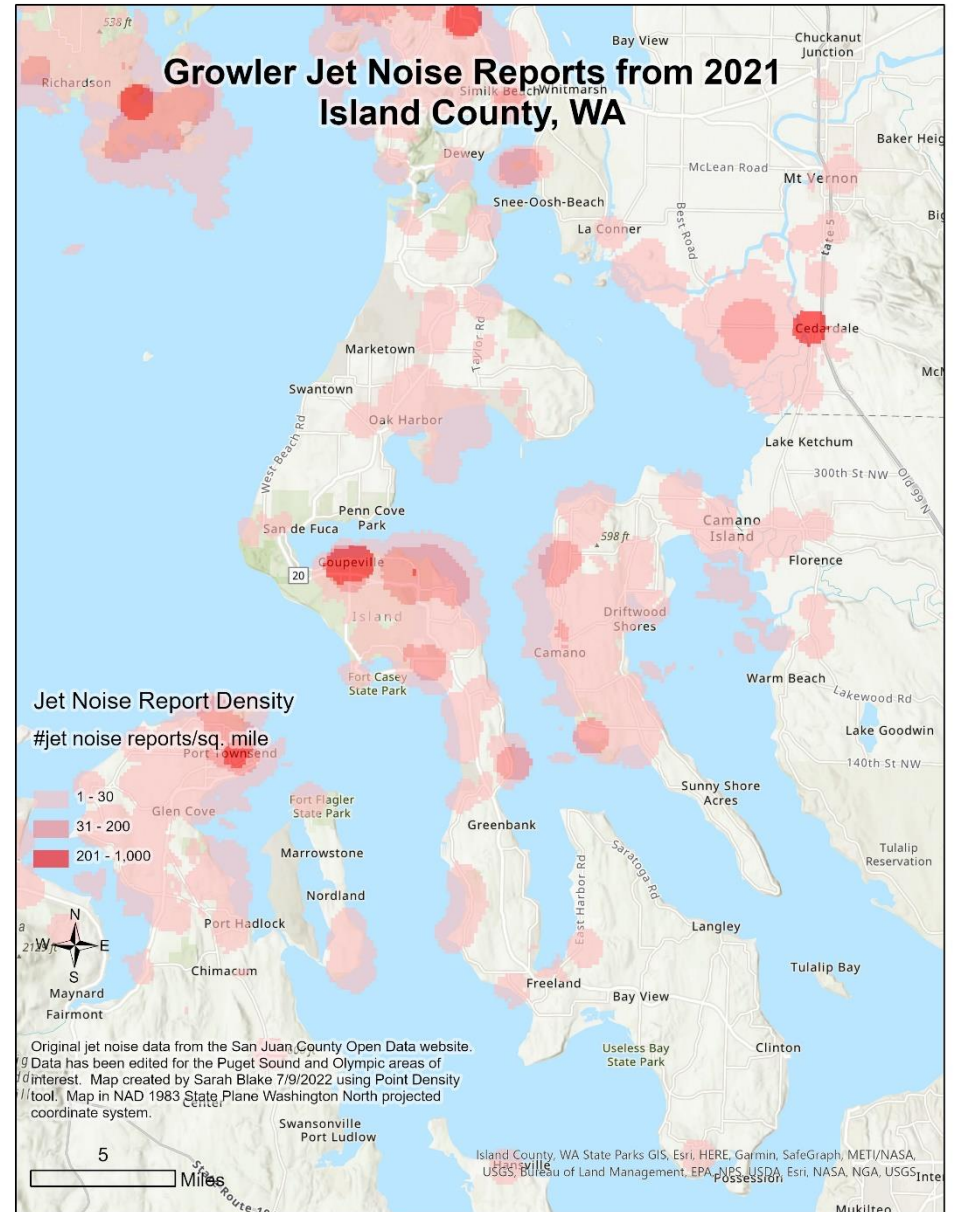 538 ft
Bay View
Chuckanut
Junction
Richardson
Growler Jet Noise Reports from 2021
Island County, WA
Similk Beach
Whitmarsh
Baker Heig
Dewey
McLean Road
Mt Vernon
Snee-Oosh-Beach
Best Road
Big
La Conner
tate 5
Cedardale
Taylor Rd
Marketown
McM
Swantown
Oak Harbor
West Beach Rd
Lake Ketchum
300th St NW
Old 99 N
Penn Cove
Park
San de Fuca
Camano
Island
598 ft
Coupeville
Florence
20
Island
Driftwood
Shores
Camano
Fort Casey
State Park
Warm Beach
Lakewood Rd
Jet Noise Report Density
#jet noise reports/sq. mile
Lake Goodwin
Port Townsend
140th St NW
1 - 30
31 - 200
201 - 1,000
Sunny Shore
Acres
Fort Flagler
State Park
Glen Cove
Greenbank
Marrowstone
Saratoga Rd
East Harbor Rd
Tulalip
Reservation
Nordland
N
W
E
S
Port Hadlock
Langley
Chimacum
Tulalip Bay
Freeland
Maynard
Bay View
Fairmont
Useless Bay
State Park
Clinton
Original jet noise data from the San Juan County Open Data website.
Data has been edited for the Puget Sound and Olympic areas of
interest. Map created by Sarah Blake 7/9/2022 using Point Density
tool. Map in NAD 1983 State Plane Washington North projected
coordinate system.
Center
Swansonville
Port Ludlow
5
Miles
Island County, WA State Parks GIS, Esri, HERE, Garmin, SafeGraph, METI/NASA,
USGS, Bureau of Land Management, EPA, NPS, USDA, Esri, NASA, NGA, USGS
Hansville
Possession
Inter
Mukilteo